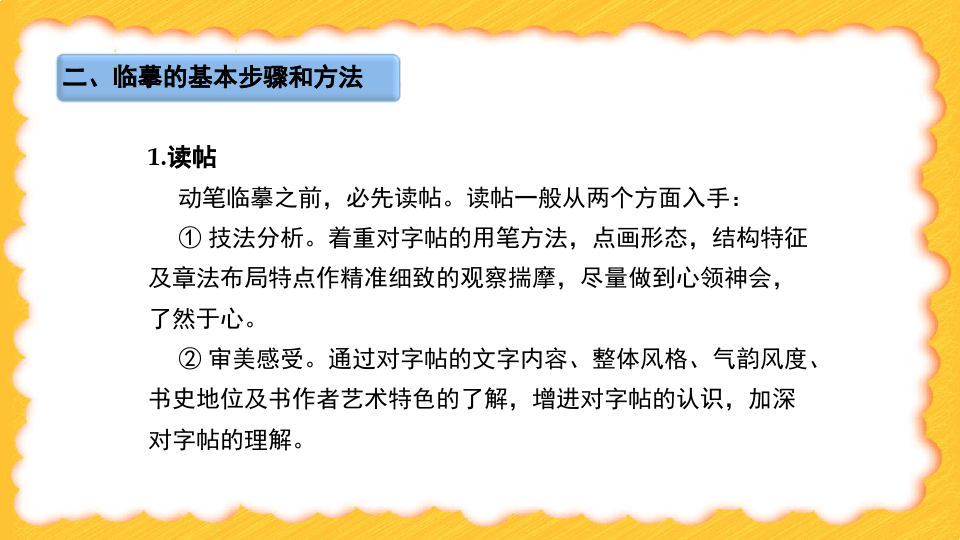 二、临摹的基本步骤和方法
1.读帖
动笔临摹之前，必先读帖。读帖一般从两个方面入手：
① 技法分析。着重对字帖的用笔方法，点画形态，结构特征
及章法布局特点作精准细致的观察揣摩，尽量做到心领神会，
了然于心。
② 审美感受。通过对字帖的文字内容、整体风格、气韵风度、
书史地位及书作者艺术特色的了解，增进对字帖的认识，加深
对字帖的理解。